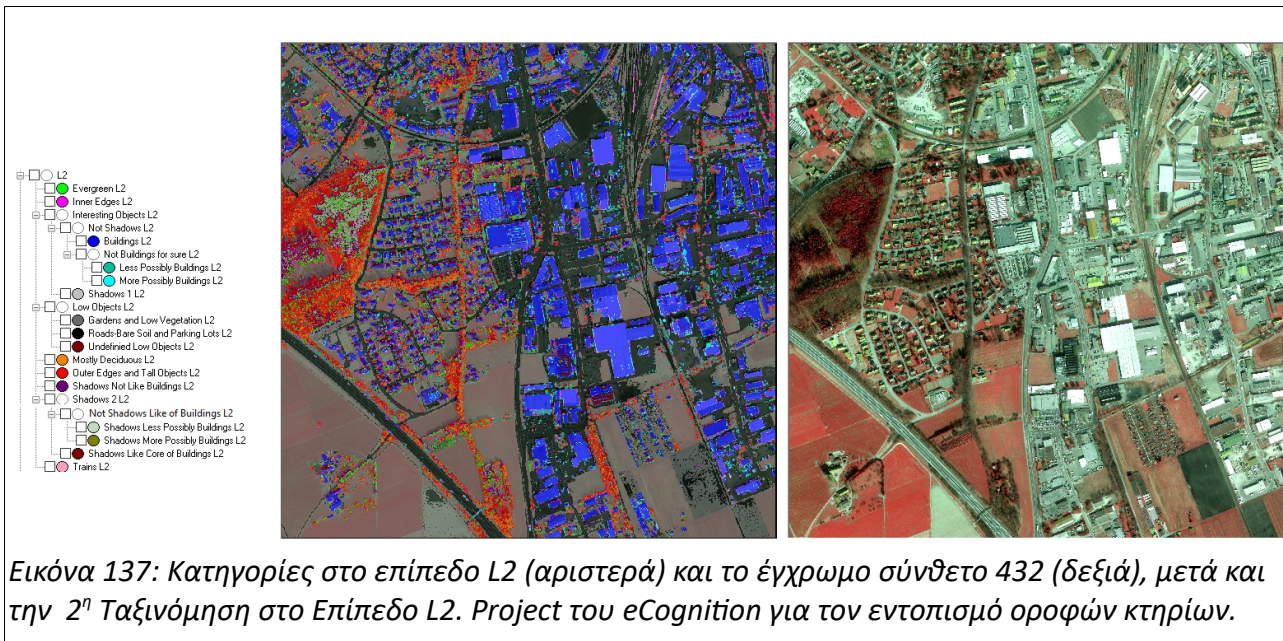 L2
Evergreen L2
Inner Edges L2
Interesting Objects L2
Not Shadows L2
Buildings L2
Not Buildings for sure L2
Less Possibly Buildings L2
More Possibly Buildings L2
Shadows 1 L2
Low Objects L2
Gardens and Low Vegetation L2
Roads-Bare Soil and Parking Lots L2
Undefinied Low Objects L2
Mostly Deciduous L2
Outer Edges and Tall Objects L2
Shadows Not Like Buildings L2
Shadows 2 L2
Not Shadows Like of Buildings L2
Shadows Less Possibly Buildings L2
Shadows More Possibly Buildings L2
Shadows Like Core of Buildings L2
Trains L2
Εικόνα 137: Κατηγορίες στο επίπεδο L2 (αριστερά) και το έγχρωμο σύνθετο 432 (δεξιά), μετά και
την 2η Ταξινόμηση στο Επίπεδο L2. Project του eCognition για τον εντοπισμό οροφών κτηρίων.